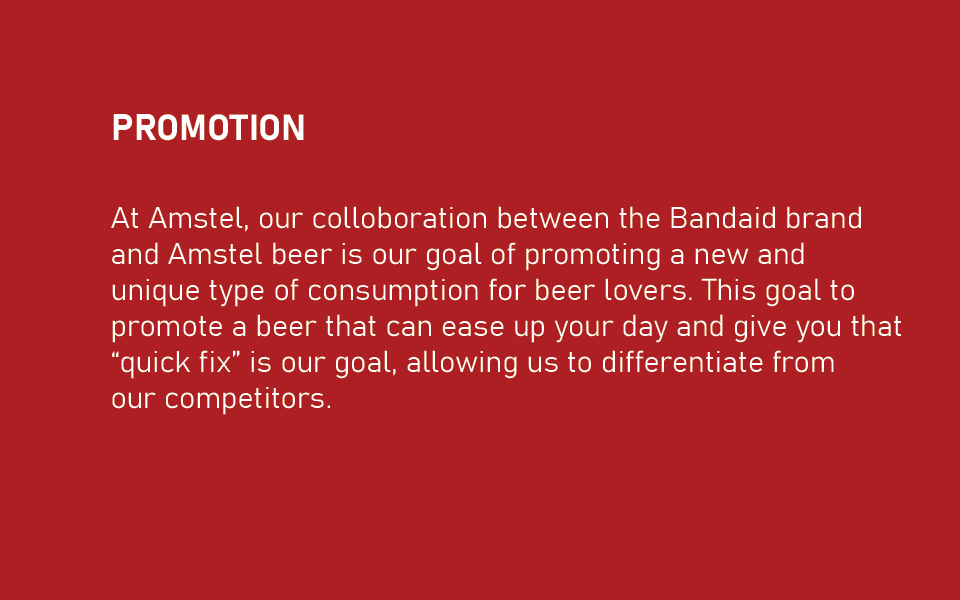 PROMOTION
At Amstel, our colloboration between the Bandaid brand
and Amstel beer is our goal of promoting a new and
unique type of consumption for beer lovers. This goal to
promote a beer that can ease up your day and give you that
“quick fix” is our goal, allowing us to differentiate from
our competitors.